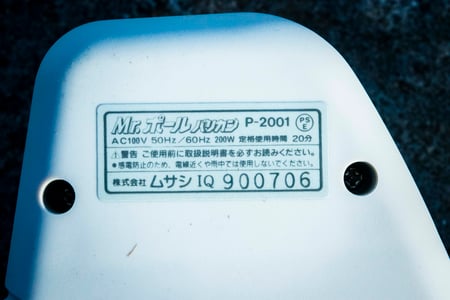 Mr.ポールバリカン P-2001 PSE
AC100V 50Hz/60Hz 200W 定格使用時間 20分
⚠警告 ご使用前に取扱説明書を必ずお読みください。
●感電防止のため、電線近くや雨中では使用しないでください。
株式会社 ムサシ IQ 900706